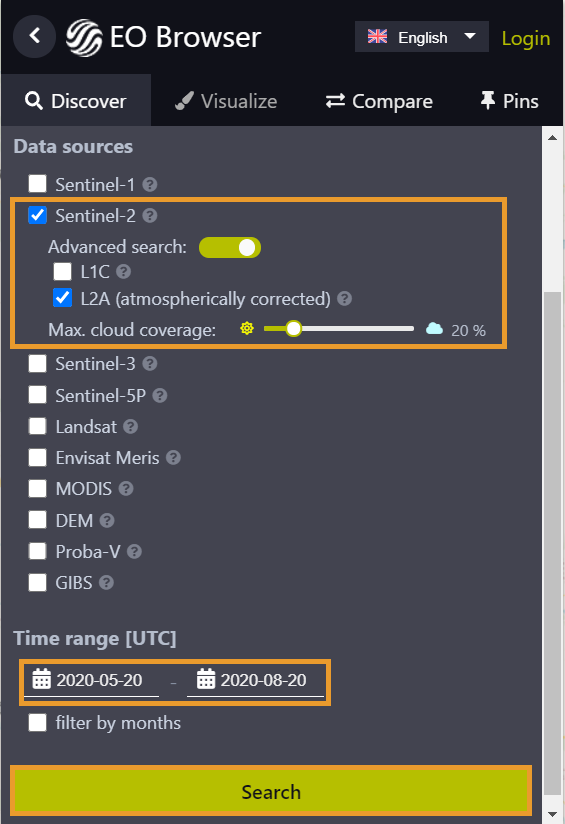 EO Browser English Login
Discover Visualize Compare Pins
Data sources
Sentinel-1
Sentinel-2
Advanced search:
L1C
L2A (atmospherically corrected)
Max. cloud coverage: 20 %
Sentinel-3
Sentinel-5P
Landsat
Envisat Meris
MODIS
DEM
Proba-V
GIBS
Time range [UTC]
2020-05-20 - 2020-08-20
filter by months
Search